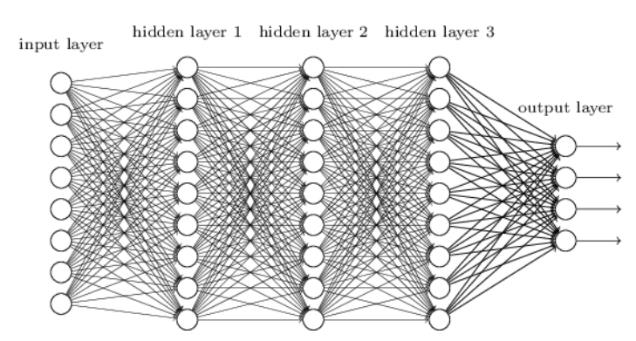 input layer
hidden layer 1
hidden layer 2
hidden layer 3
output layer